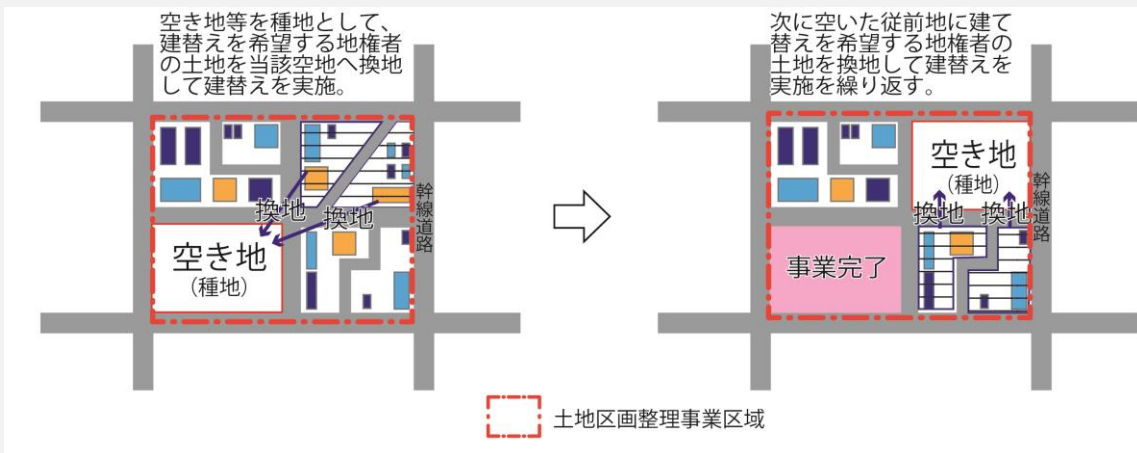 空き地等を種地として、
建替えを希望する地権者
の土地を当該空地へ換地
して建替えを実施。
換地
換地
幹線道路
空き地
（種地）
次に空いた従前地に建て
替えを希望する地権者の
土地を換地して建替えを
実施を繰り返す。
空き地
（種地）
換地
換地
幹線道路
事業完了
土地区画整理事業区域